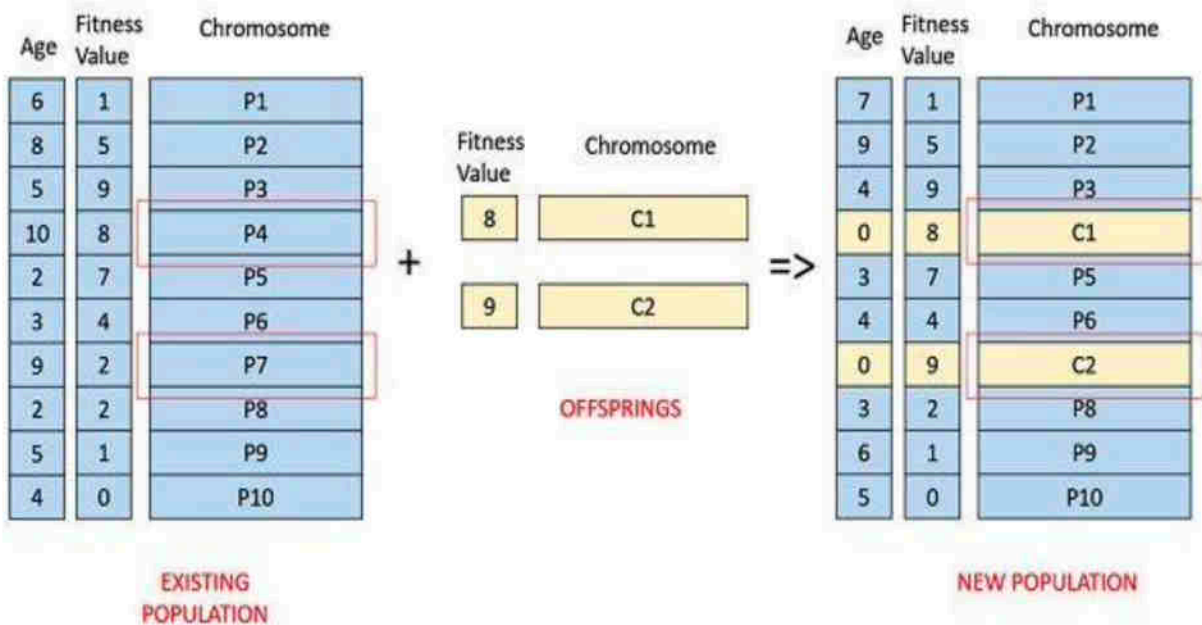 Age Fitness Value Chromosome
6 1 P1
8 5 P2
5 9 P3
10 8 P4
2 7 P5
3 4 P6
9 2 P7
2 2 P8
5 1 P9
4 0 P10
EXISTING
POPULATION
+
Fitness Value Chromosome
8 C1
9 C2
OFFSPRINGS
=>
Age Fitness Value Chromosome
7 1 P1
9 5 P2
4 9 P3
0 8 C1
3 7 P5
4 4 P6
0 9 C2
3 2 P8
6 1 P9
5 0 P10
NEW POPULATION